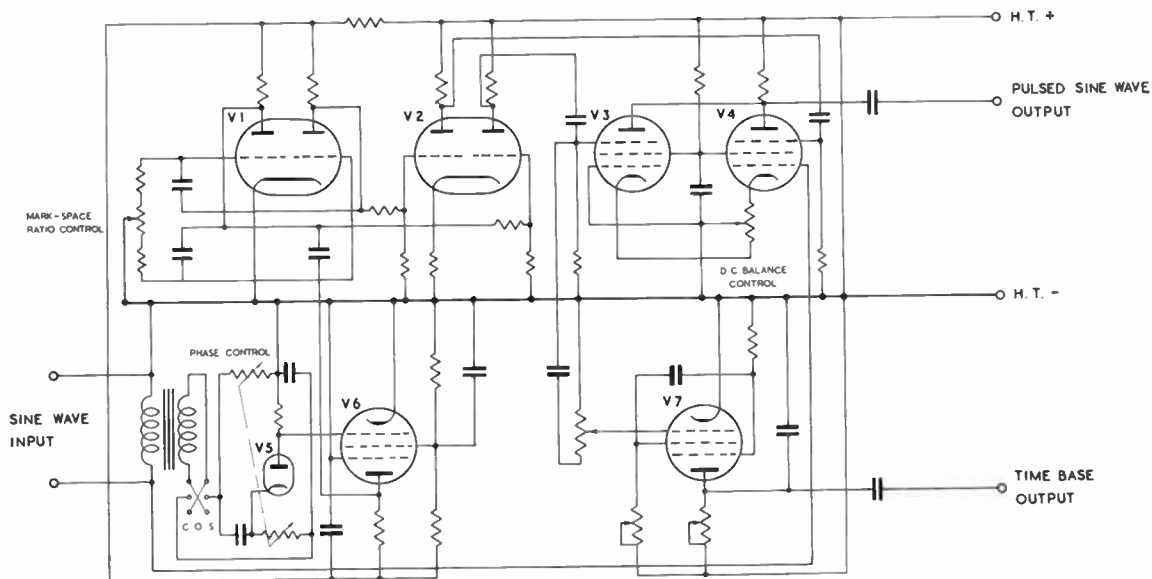 H.T. +
PULSED SINE WAVE
OUTPUT
V1
V2
V3
V4
MARK-SPACE
RATIO CONTROL
D C BALANCE
CONTROL
H.T. -
PHASE CONTROL
SINE WAVE
INPUT
V5
V6
V7
C O S
TIME BASE
OUTPUT